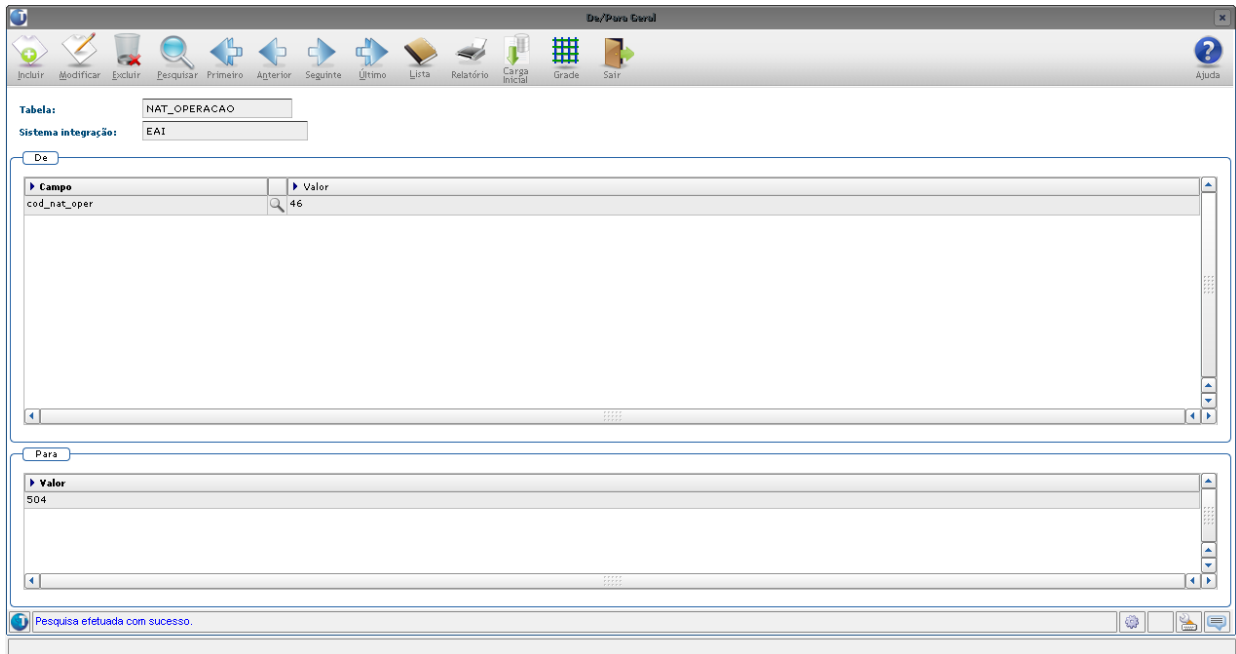 De/Para Geral
Incluir Modificar Excluir Pesquisar Primeiro Anterior Seguinte Último Lista Relatório Carga Inicial Grade Sair Ajuda
Tabela: NAT_OPERACAO
Sistema integração: EAI
De
Campo Valor
cod_nat_oper 46
Para
Valor
504
Pesquisa efetuada com sucesso.